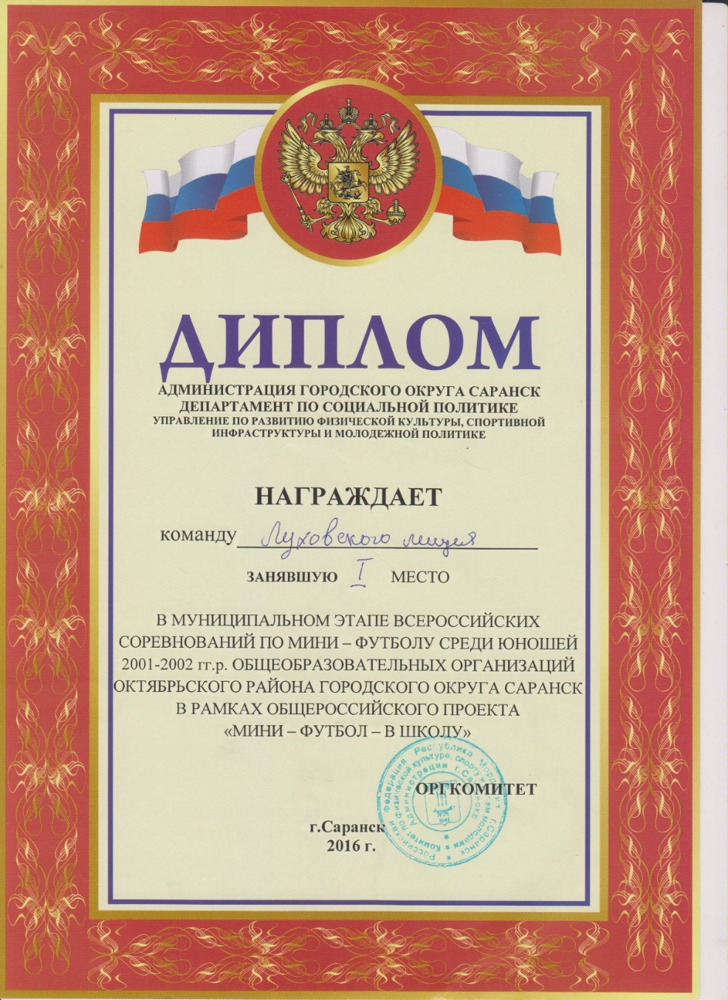 ДИПЛОМ
АДМИНИСТРАЦИЯ ГОРОДСКОГО ОКРУГА САРАНСК
ДЕПАРТАМЕНТ ПО СОЦИАЛЬНОЙ ПОЛИТИКЕ
УПРАВЛЕНИЕ ПО РАЗВИТИЮ ФИЗИЧЕСКОЙ КУЛЬТУРЫ, СПОРТИВНОЙ
ИНФРАСТРУКТУРЫ И МОЛОДЕЖНОЙ ПОЛИТИКЕ
НАГРАЖДАЕТ
команду Луховского лицея
ЗАНЯВШУЮ I МЕСТО
В МУНИЦИПАЛЬНОМ ЭТАПЕ ВСЕРОССИЙСКИХ
СОРЕВНОВАНИЙ ПО МИНИ – ФУТБОЛУ СРЕДИ ЮНОШЕЙ
2001-2002 гг.р. ОБЩЕОБРАЗОВАТЕЛЬНЫХ ОРГАНИЗАЦИЙ
ОКТЯБРЬСКОГО РАЙОНА ГОРОДСКОГО ОКРУГА САРАНСК
В РАМКАХ ОБЩЕРОССИЙСКОГО ПРОЕКТА
«МИНИ – ФУТБОЛ – В ШКОЛУ»
ОРГКОМИТЕТ
г.Саранск
2016 г.
Российская Федерация Республика Мордовия г.Саранск
Комитет по физической культуре, спорту и молодежи
Администрации г.Саранск
1641